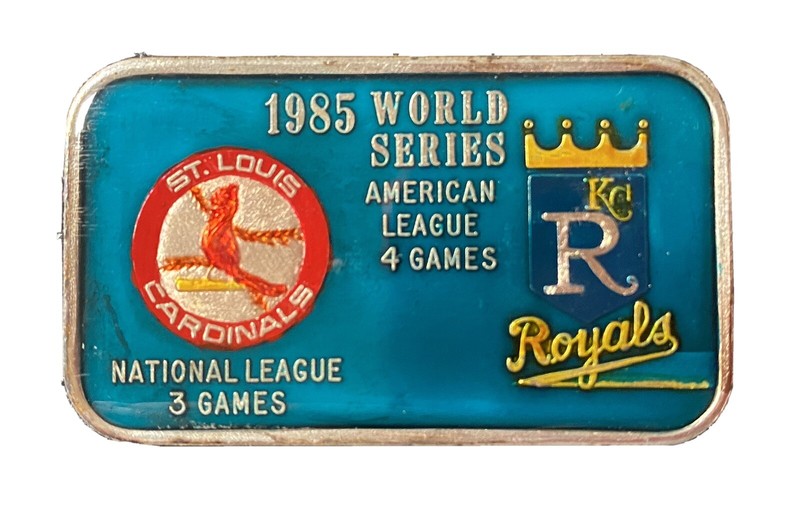 1985 WORLD
SERIES
AMERICAN
LEAGUE
4 GAMES
ST. LOUIS
CARDINALS
NATIONAL LEAGUE
3 GAMES
KC
R
Royals